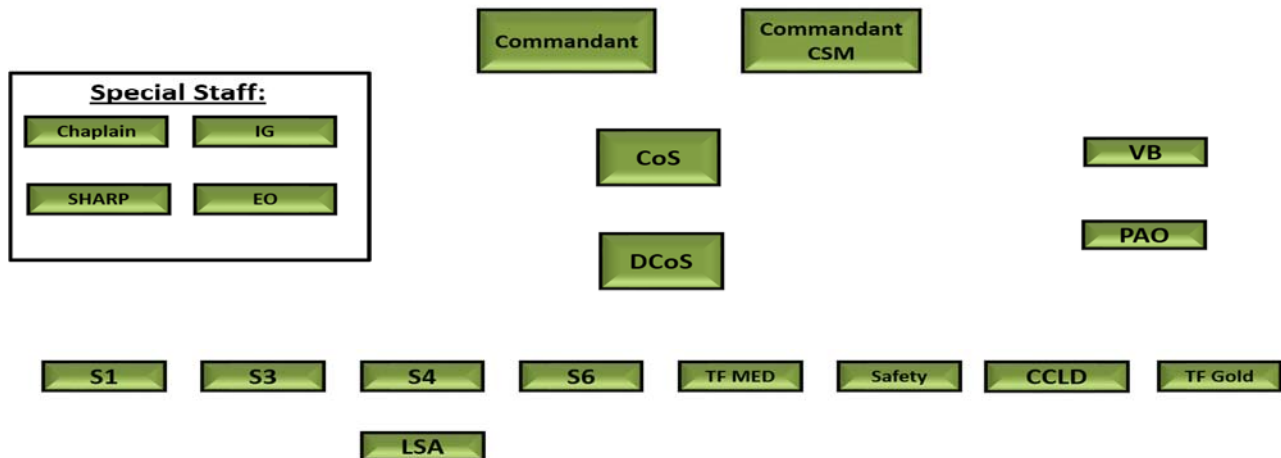 Commandant
Commandant
CSM
Special Staff:
Chaplain
IG
SHARP
EO
CoS
VB
DCoS
PAO
S1
S3
S4
S6
TF MED
Safety
CCLD
TF Gold
LSA